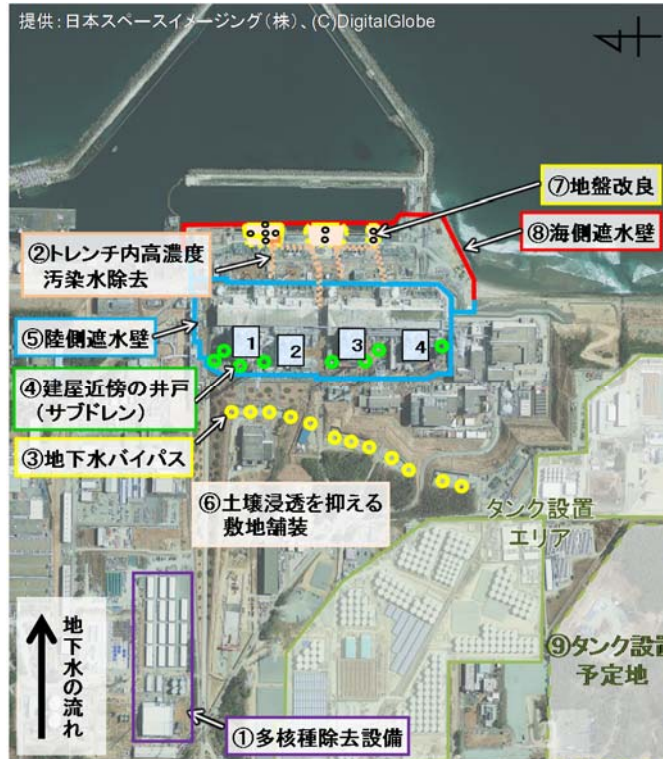 提供：日本スペースイメージング（株）、(C)DigitalGlobe
⑦地盤改良
⑧海側遮水壁
②トレンチ内高濃度
汚染水除去
⑤陸側遮水壁
1
2
3
4
④建屋近傍の井戸
（サブドレン）
③地下水バイパス
⑥土壌浸透を抑える
敷地舗装
タンク設置
エリア
地下水の流れ
⑨タンク設置
予定地
①多核種除去設備